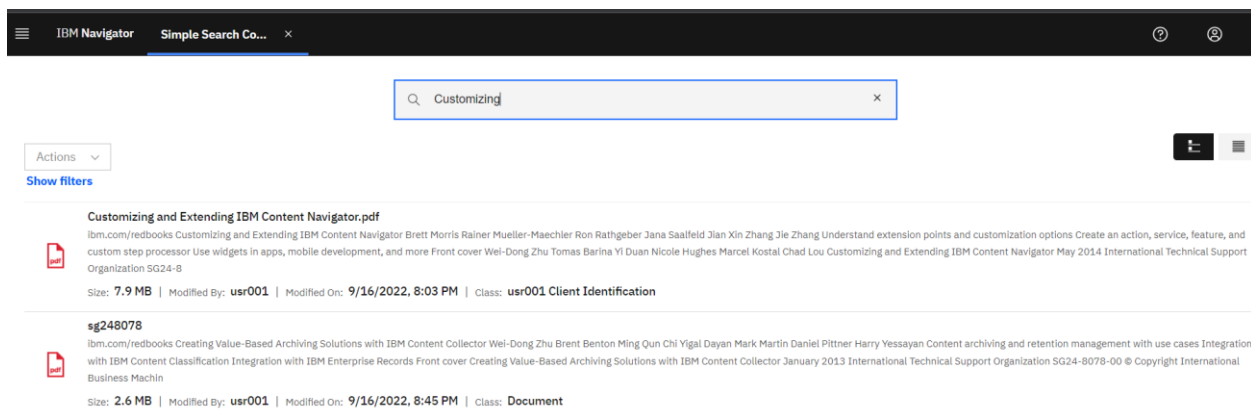 IBM Navigator
Simple Search Co... ×
Customizing ×
Actions
Show filters
Customizing and Extending IBM Content Navigator.pdf
ibm.com/redbooks Customizing and Extending IBM Content Navigator Brett Morris Rainer Mueller-Maechler Ron Rathgeber Jana Saalfeld Jian Xin Zhang Jie Zhang Understand extension points and customization options Create an action, service, feature, and
custom step processor Use widgets in apps, mobile development, and more Front cover Wei-Dong Zhu Tomas Barina Yi Duan Nicole Hughes Marcel Kostal Chad Lou Customizing and Extending IBM Content Navigator May 2014 International Technical Support
Organization SG24-8
Size: 7.9 MB | Modified By: usr001 | Modified On: 9/16/2022, 8:03 PM | Class: usr001 Client Identification
sg248078
ibm.com/redbooks Creating Value-Based Archiving Solutions with IBM Content Collector Wei-Dong Zhu Brent Benton Ming Qun Chi Yigal Dayan Mark Martin Daniel Pittner Harry Yessayan Content archiving and retention management with use cases Integration
with IBM Content Classification Integration with IBM Enterprise Records Front cover Creating Value-Based Archiving Solutions with IBM Content Collector January 2013 International Technical Support Organization SG24-8078-00 © Copyright International
Business Machin
Size: 2.6 MB | Modified By: usr001 | Modified On: 9/16/2022, 8:45 PM | Class: Document
pdf
pdf